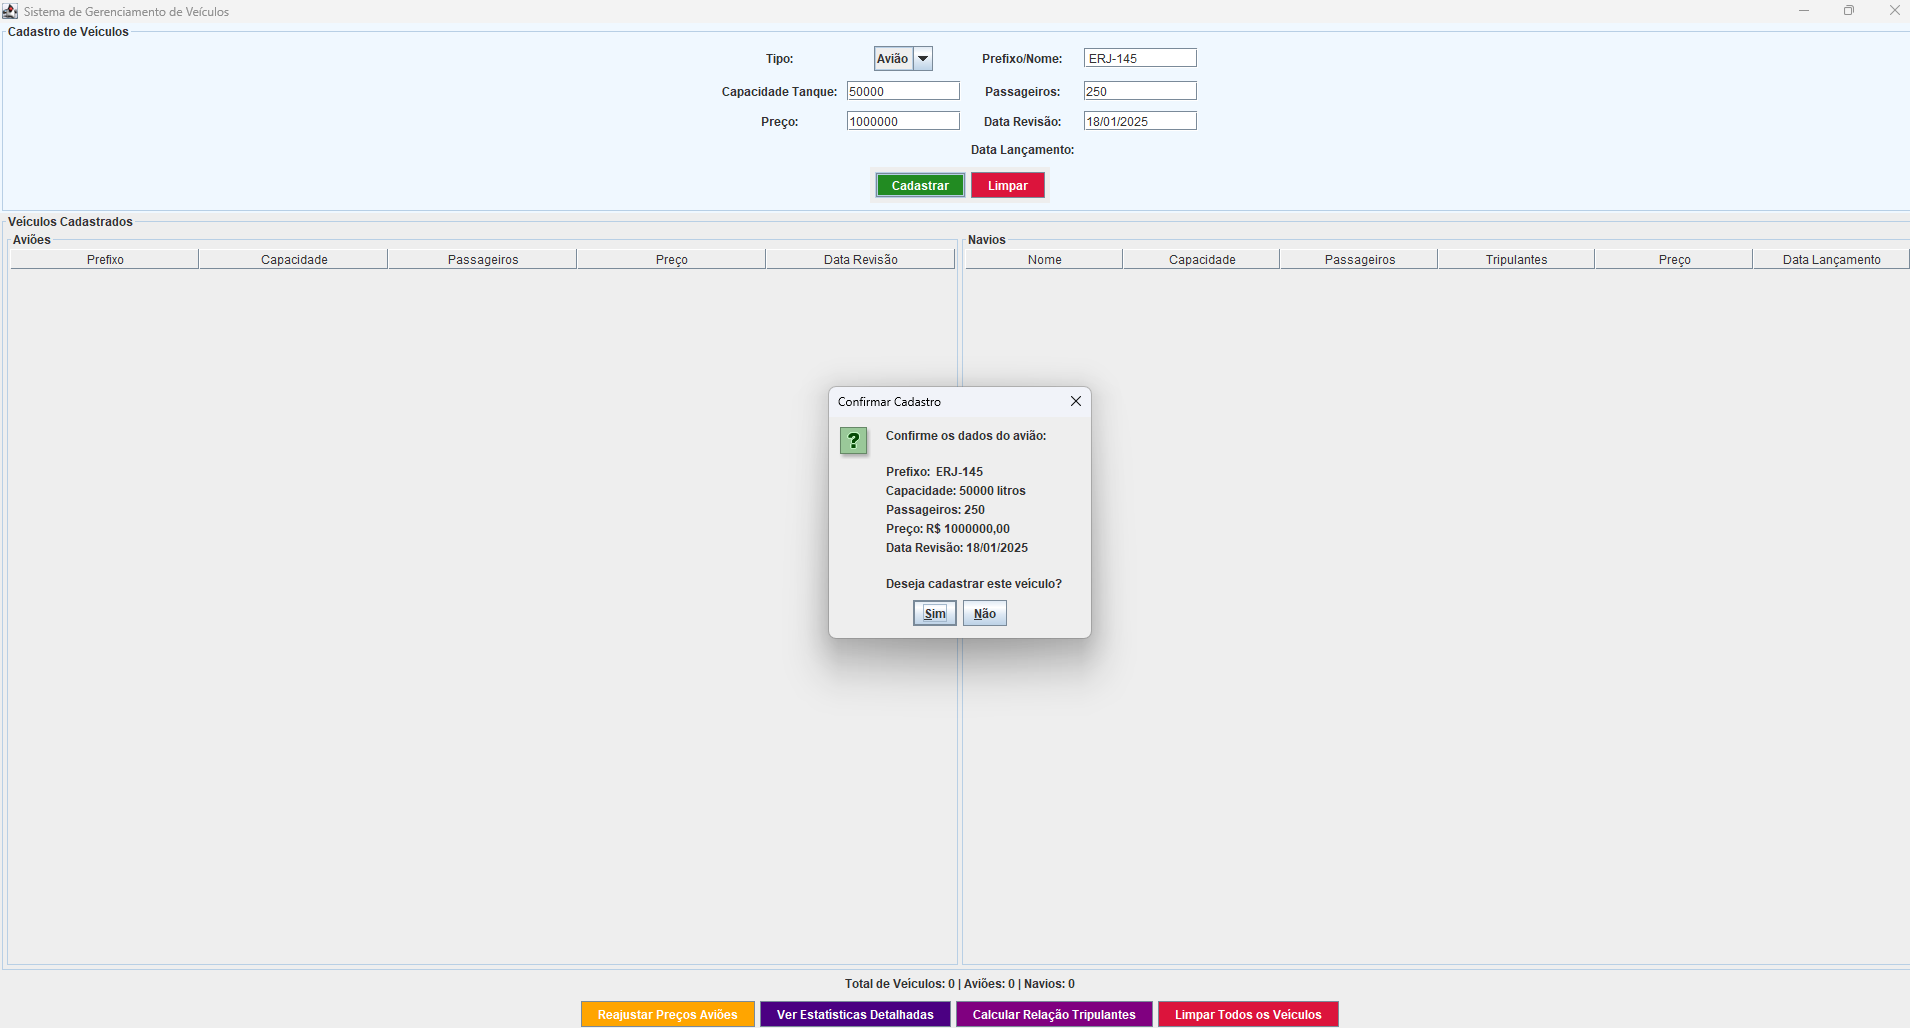 Sistema de Gerenciamento de Veículos
Cadastro de Veículos
Tipo: Avião Prefixo/Nome: ERJ-145
Capacidade Tanque: 50000 Passageiros: 250
Preço: 1000000 Data Revisão: 18/01/2025
Data Lançamento:
Cadastrar Limpar
Veículos Cadastrados
Aviões Navios
Prefixo Capacidade Passageiros Preço Data Revisão Nome Capacidade Passageiros Tripulantes Preço Data Lançamento
Confirmar Cadastro
? Confirme os dados do avião:
Prefixo: ERJ-145
Capacidade: 50000 litros
Passageiros: 250
Preço: R$ 1000000,00
Data Revisão: 18/01/2025
Deseja cadastrar este veículo?
Sim Não
Total de Veículos: 0 | Aviões: 0 | Navios: 0
Reajustar Preços Aviões Ver Estatísticas Detalhadas Calcular Relação Tripulantes Limpar Todos os Veículos